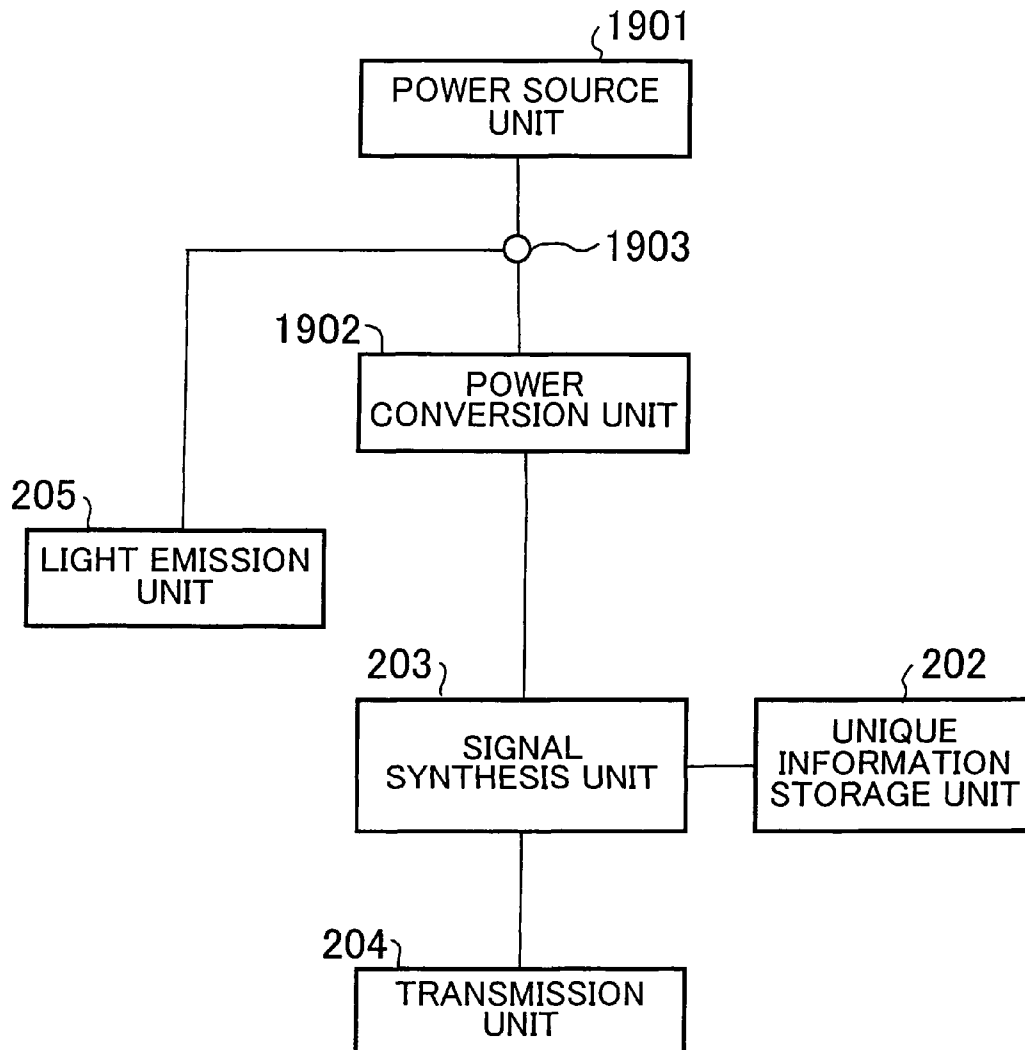 1901
POWER SOURCE
UNIT
1903
1902
POWER
CONVERSION UNIT
205
LIGHT EMISSION
UNIT
203
SIGNAL
SYNTHESIS UNIT
202
UNIQUE
INFORMATION
STORAGE UNIT
204
TRANSMISSION
UNIT